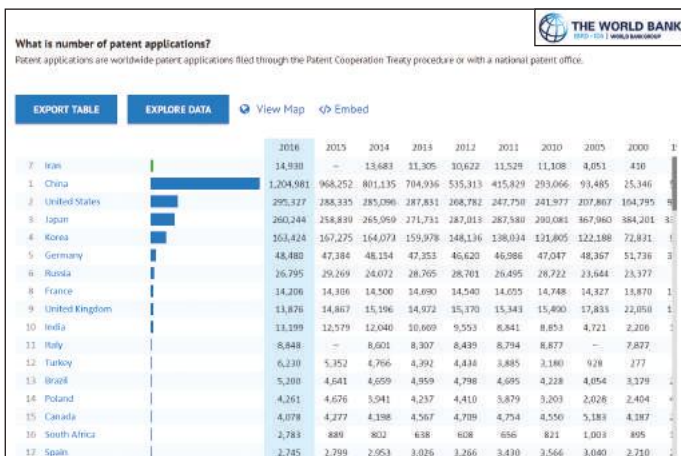 THE WORLD BANK
IBRD • IDA | WORLD BANK GROUP
What is number of patent applications?
Patent applications are worldwide patent applications filed through the Patent Cooperation Treaty procedure or with a national patent office.
EXPORT TABLE EXPLORE DATA View Map </> Embed
2016 2015 2014 2013 2012 2011 2010 2005 2000
7 Iran 14,930 – 13,683 11,305 10,622 11,529 11,108 4,051 410
1 China 1,204,981 968,252 801,135 704,936 535,313 415,829 293,066 93,485 25,346
2 United States 295,327 288,335 285,096 287,831 268,782 247,750 241,977 207,867 164,795
3 Japan 260,244 258,839 265,959 271,731 287,013 287,580 290,081 367,960 384,201
4 Korea 163,424 167,275 164,073 159,978 148,136 138,034 131,805 122,188 72,831
5 Germany 48,480 47,384 48,154 47,353 46,620 46,986 47,047 48,367 51,736
6 Russia 26,795 29,269 24,072 28,765 28,701 26,495 28,722 23,644 23,377
8 France 14,206 14,306 14,500 14,690 14,540 14,655 14,748 14,327 13,870
9 United Kingdom 13,876 14,867 15,196 14,972 15,370 15,343 15,490 17,833 22,050
10 India 13,199 12,579 12,040 10,669 9,553 8,841 8,853 4,721 2,206
11 Italy 8,848 – 8,601 8,307 8,439 8,794 8,877 – 7,877
12 Turkey 6,230 5,352 4,766 4,392 4,434 3,885 3,180 928 277
13 Brazil 5,200 4,641 4,659 4,959 4,798 4,695 4,228 4,054 3,179
14 Poland 4,261 4,676 3,941 4,237 4,410 3,879 3,203 2,028 2,404
15 Canada 4,078 4,277 4,198 4,567 4,709 4,754 4,550 5,183 4,187
16 South Africa 2,783 889 802 638 608 656 821 1,003 895
17 Spain 2,745 2,799 2,953 3,026 3,266 3,430 3,566 3,040 2,710